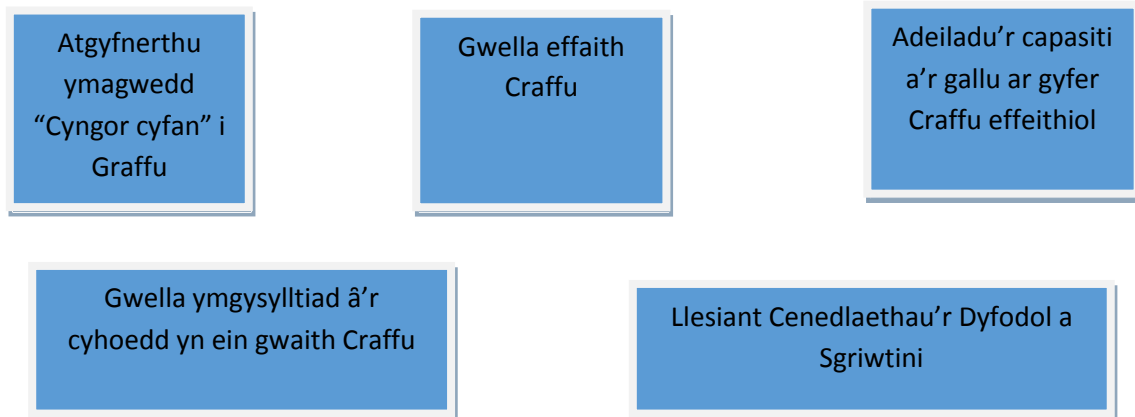 Atgyfnerthu
ymagwedd
“Cyngor cyfan” i
Graffu
Gwella effaith
Craffu
Adeiladu’r capasiti
a’r gallu ar gyfer
Craffu effeithiol
Gwella ymgysylltiad â’r
cyhoedd yn ein gwaith Craffu
Llesiant Cenedlaethau’r Dyfodol a
Sgriwtini